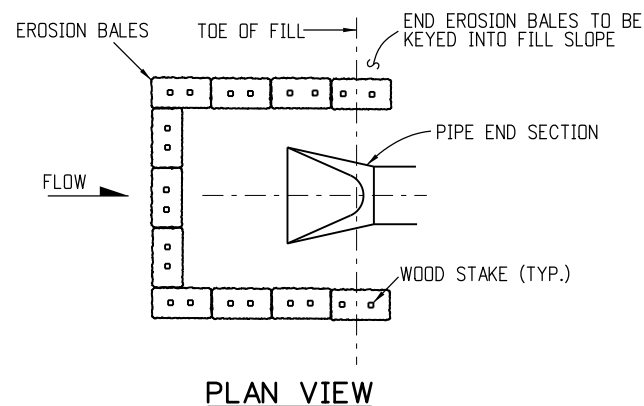 EROSION BALES
TOE OF FILL
END EROSION BALES TO BE
KEYED INTO FILL SLOPE
PIPE END SECTION
FLOW
WOOD STAKE (TYP.)
PLAN VIEW